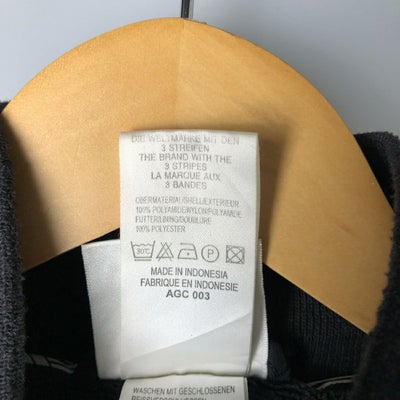 DIE WELTMARKE MIT DEN
3 STREIFEN
THE BRAND WITH THE
3 STRIPES
LA MARQUE AUX
3 BANDES
OBERMATERIAL/SHELL/EXTERIEUR
100% POLYAMIDE/NYLON/POLYAMIDE
FUTTER/LINING/DOUBLURE
100% POLYESTER
30°C
P
MADE IN INDONESIA
FABRIQUE EN INDONESIE
AGC 003
WASCHEN MIT GESCHLOSSENEN